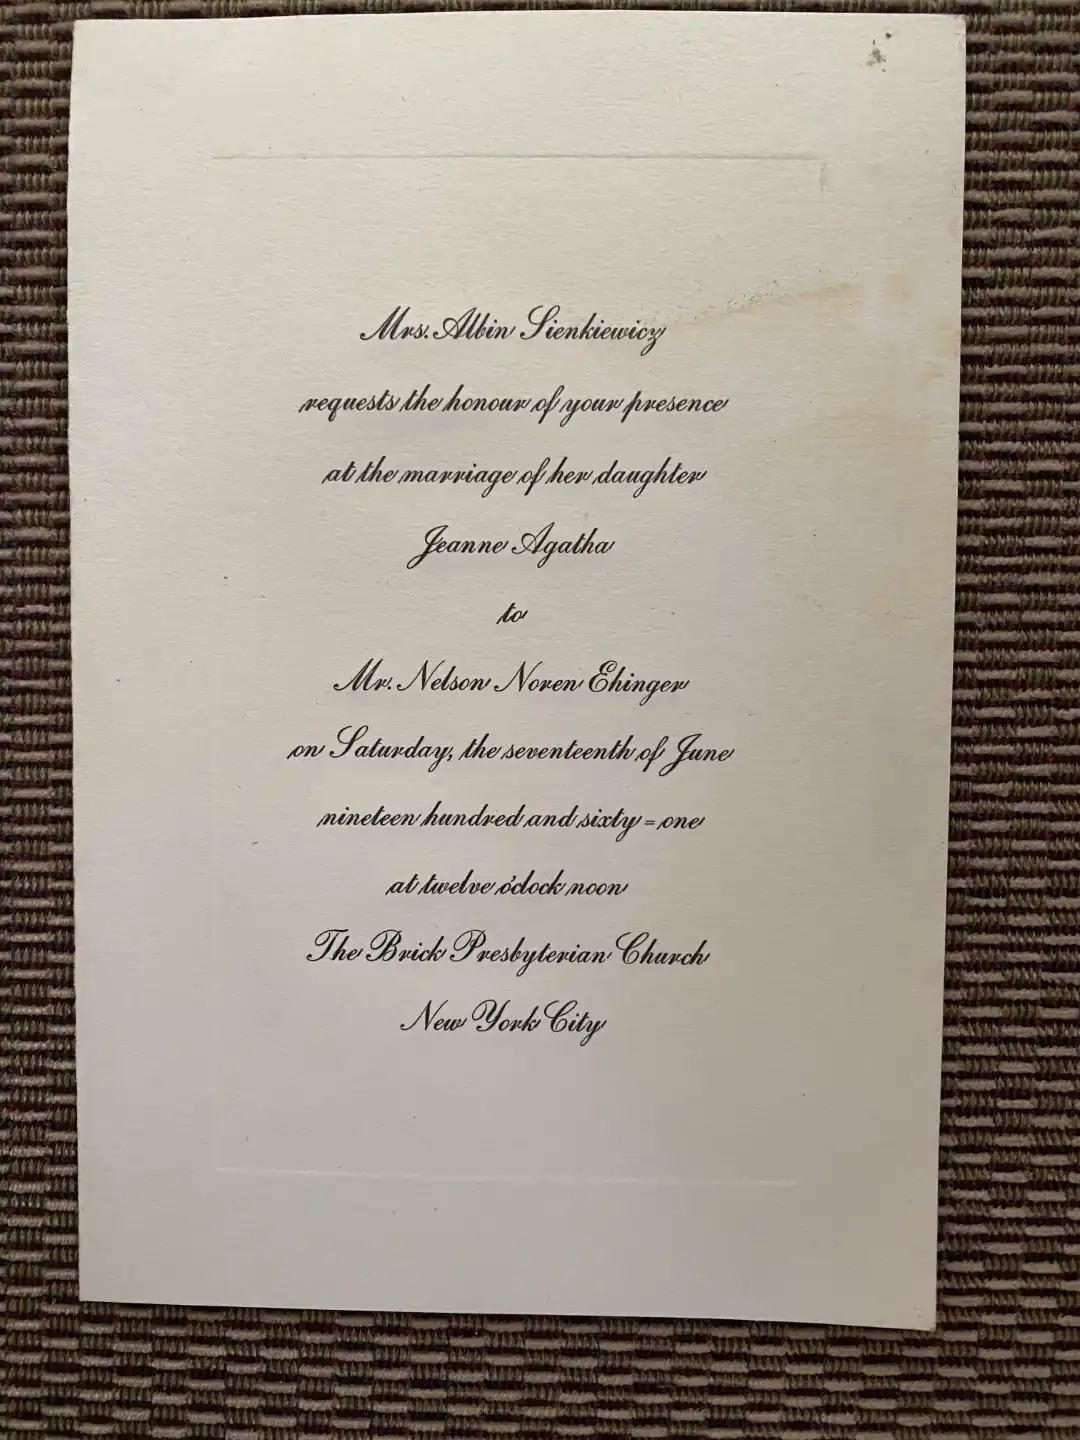 Mrs. Albin Sienkiewicz
requests the honour of your presence
at the marriage of her daughter
Jeanne Agatha
to
Mr. Nelson Noren Ehinger
on Saturday, the seventeenth of June
nineteen hundred and sixty=one
at twelve o'clock noon
The Brick Presbyterian Church
New York City